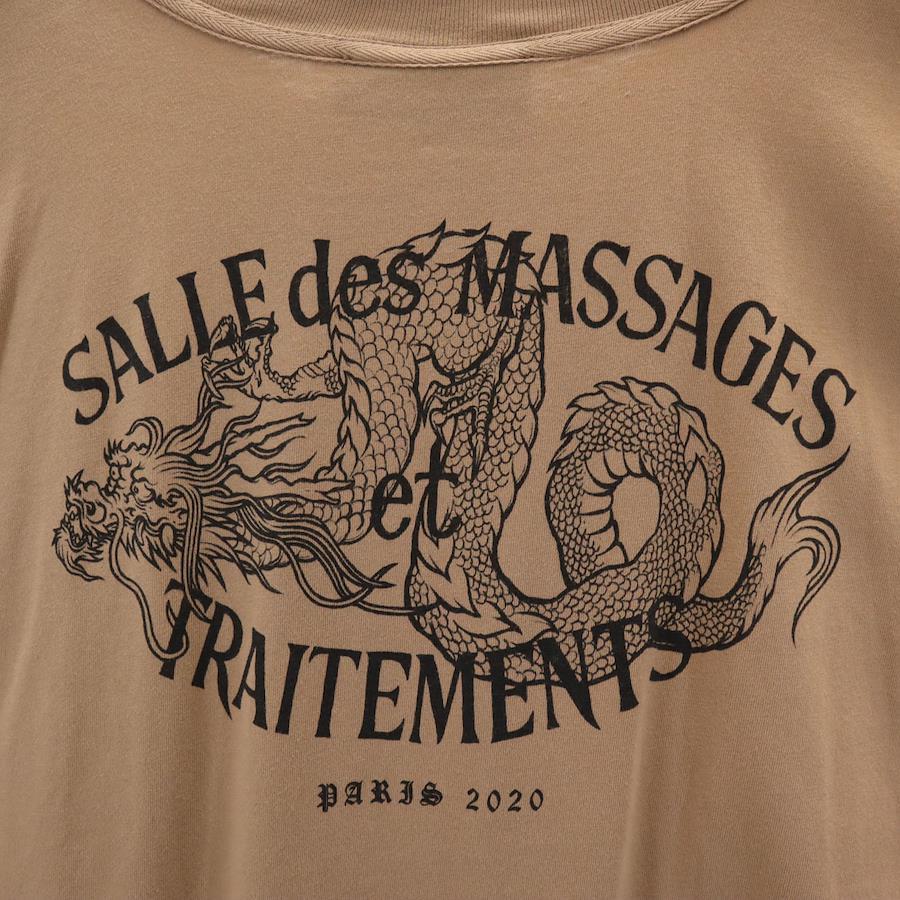 SALLE des MASSAGES
et
TRAITEMENTS
PARIS 2020